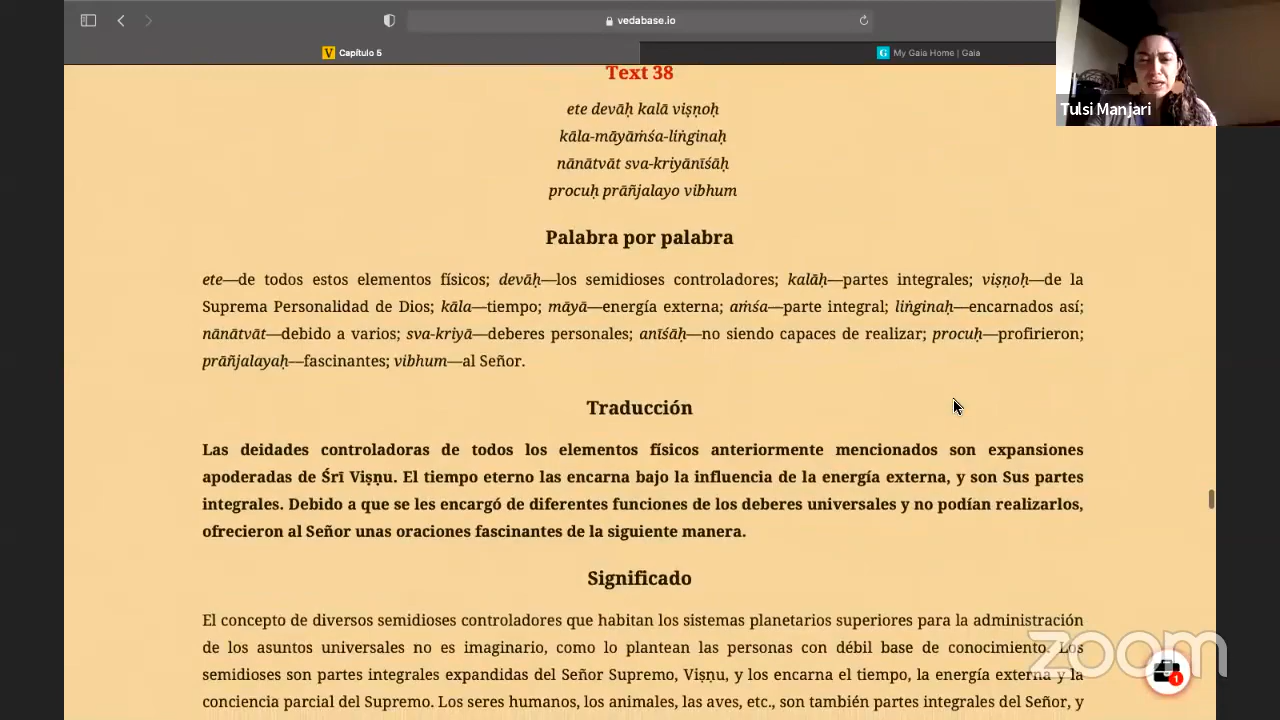 vedabase.io
Capítulo 5
My Gaia Home | Gaia
Tulsi Manjari
Text 38
ete devāḥ kalā viṣṇoḥ
kāla-māyāṁśa-liṅginaḥ
nānātvāt sva-kriyānīśāḥ
procuḥ prāñjalayo vibhum
Palabra por palabra
ete—de todos estos elementos físicos; devāḥ—los semidioses controladores; kalāḥ—partes integrales; viṣṇoḥ—de la
Suprema Personalidad de Dios; kāla—tiempo; māyā—energía externa; aṁśa—parte integral; liṅginaḥ—encarnados así;
nānātvāt—debido a varios; sva-kriyā—deberes personales; anīśāḥ—no siendo capaces de realizar; procuḥ—profirieron;
prāñjalayaḥ—fascinantes; vibhum—al Señor.
Traducción
Las deidades controladoras de todos los elementos físicos anteriormente mencionados son expansiones
apoderadas de Śrī Viṣṇu. El tiempo eterno las encarna bajo la influencia de la energía externa, y son Sus partes
integrales. Debido a que se les encargó de diferentes funciones de los deberes universales y no podían realizarlos,
ofrecieron al Señor unas oraciones fascinantes de la siguiente manera.
Significado
El concepto de diversos semidioses controladores que habitan los sistemas planetarios superiores para la administración
de los asuntos universales no es imaginario, como lo plantean las personas con débil base de conocimiento. Los
semidioses son partes integrales expandidas del Señor Supremo, Viṣṇu, y los encarna el tiempo, la energía externa y la
conciencia parcial del Supremo. Los seres humanos, los animales, las aves, etc., son también partes integrales del Señor, y
zoom
1